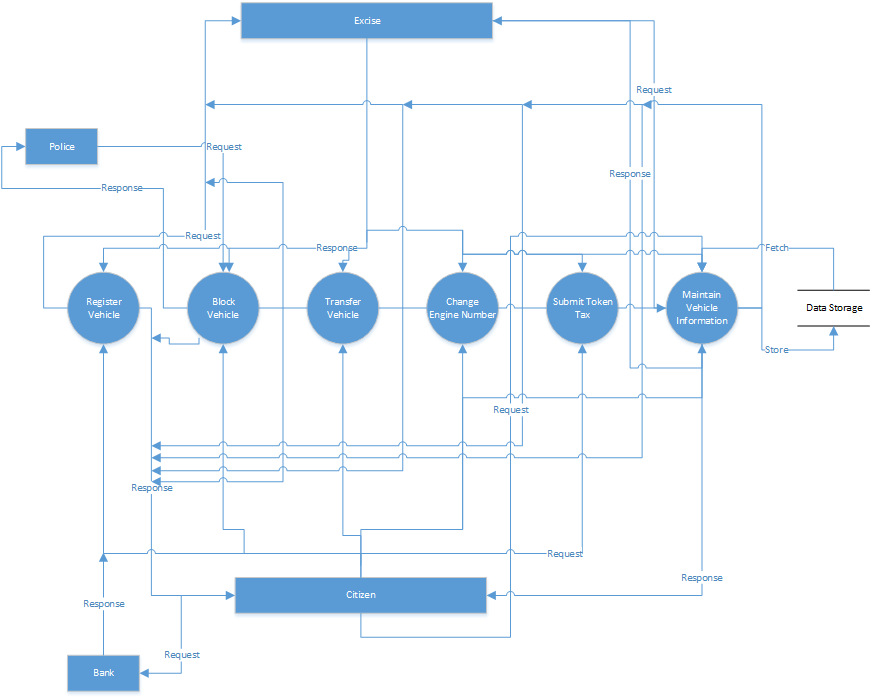 Excise
Request
Police
Request
Response
Response
Request
Response
Fetch
Register
Vehicle
Block
Vehicle
Transfer
Vehicle
Change
Engine Number
Submit Token
Tax
Maintain
Vehicle
Information
Data Storage
Store
Request
Response
Request
Response
Citizen
Response
Request
Bank